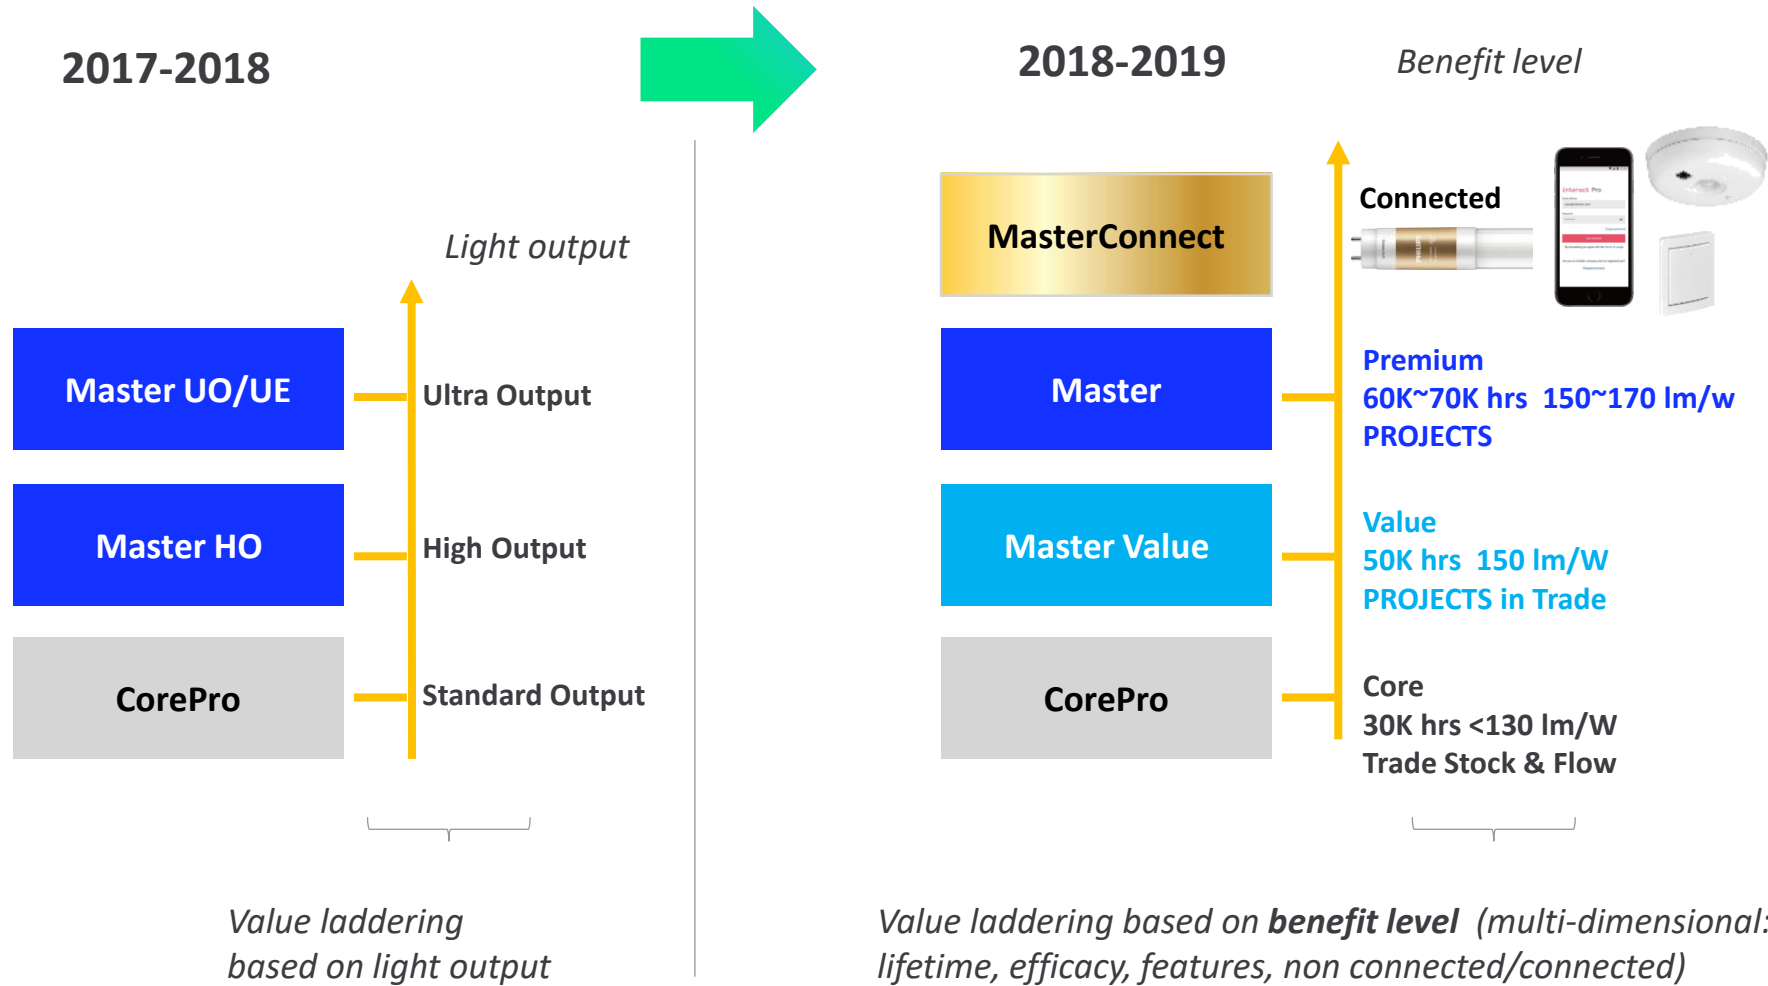 2017-2018
Light output
Master UO/UE
Ultra Output
Master HO
High Output
CorePro
Standard Output
Value laddering
based on light output
2018-2019
Benefit level
MasterConnect
Connected
PHILIPS
Interact Pro
Master
Premium
60K~70K hrs 150~170 lm/w
PROJECTS
Master Value
Value
50K hrs 150 lm/W
PROJECTS in Trade
CorePro
Core
30K hrs <130 lm/W
Trade Stock & Flow
Value laddering based on benefit level (multi-dimensional:
lifetime, efficacy, features, non connected/connected)